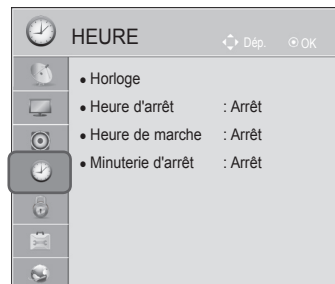 HEURE Dép. OK
• Horloge
• Heure d'arrêt : Arrêt
• Heure de marche : Arrêt
• Minuterie d'arrêt : Arrêt